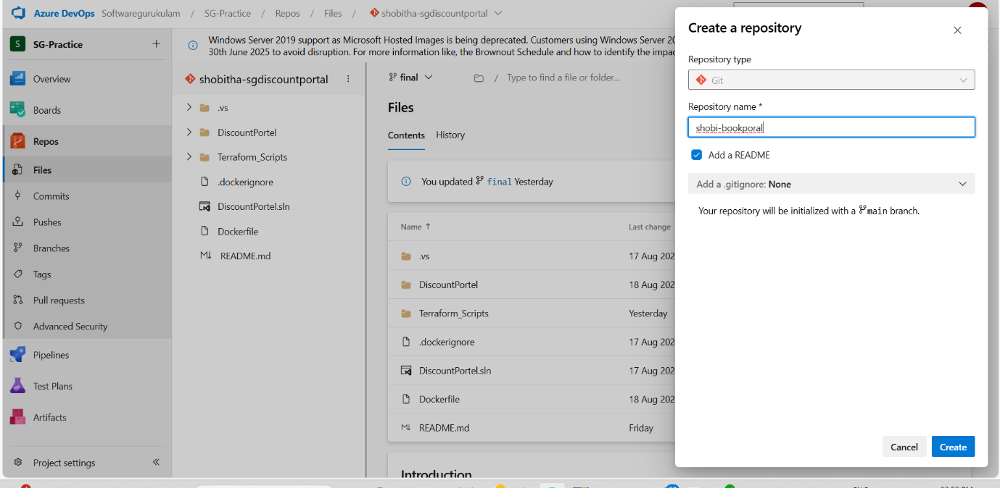 Azure DevOps Softwaregurukulam / SG-Practice / Repos / Files / shobitha-sgdiscountportal
S SG-Practice +
Overview
Boards
Repos
Files
Commits
Pushes
Branches
Tags
Pull requests
Advanced Security
Pipelines
Test Plans
Artifacts
Project settings
Windows Server 2019 support as Microsoft Hosted Images is being deprecated. Customers using Windows Server 20
30th June 2025 to avoid disruption. For more information like, the Brownout Schedule and how to identify the impac
shobitha-sgdiscountportal
.vs
DiscountPortel
Terraform_Scripts
.dockerignore
DiscountPortel.sln
Dockerfile
README.md
final / Type to find a file or folder...
Files
Contents History
You updated final Yesterday
Name ↑ Last change
.vs 17 Aug 202
DiscountPortel 18 Aug 202
Terraform_Scripts Yesterday
.dockerignore 17 Aug 202
DiscountPortel.sln 17 Aug 202
Dockerfile 18 Aug 202
README.md Friday
Introduction
Create a repository
Repository type
Git
Repository name *
shobi-bookporal
Add a README
Add a .gitignore: None
Your repository will be initialized with a main branch.
Cancel Create